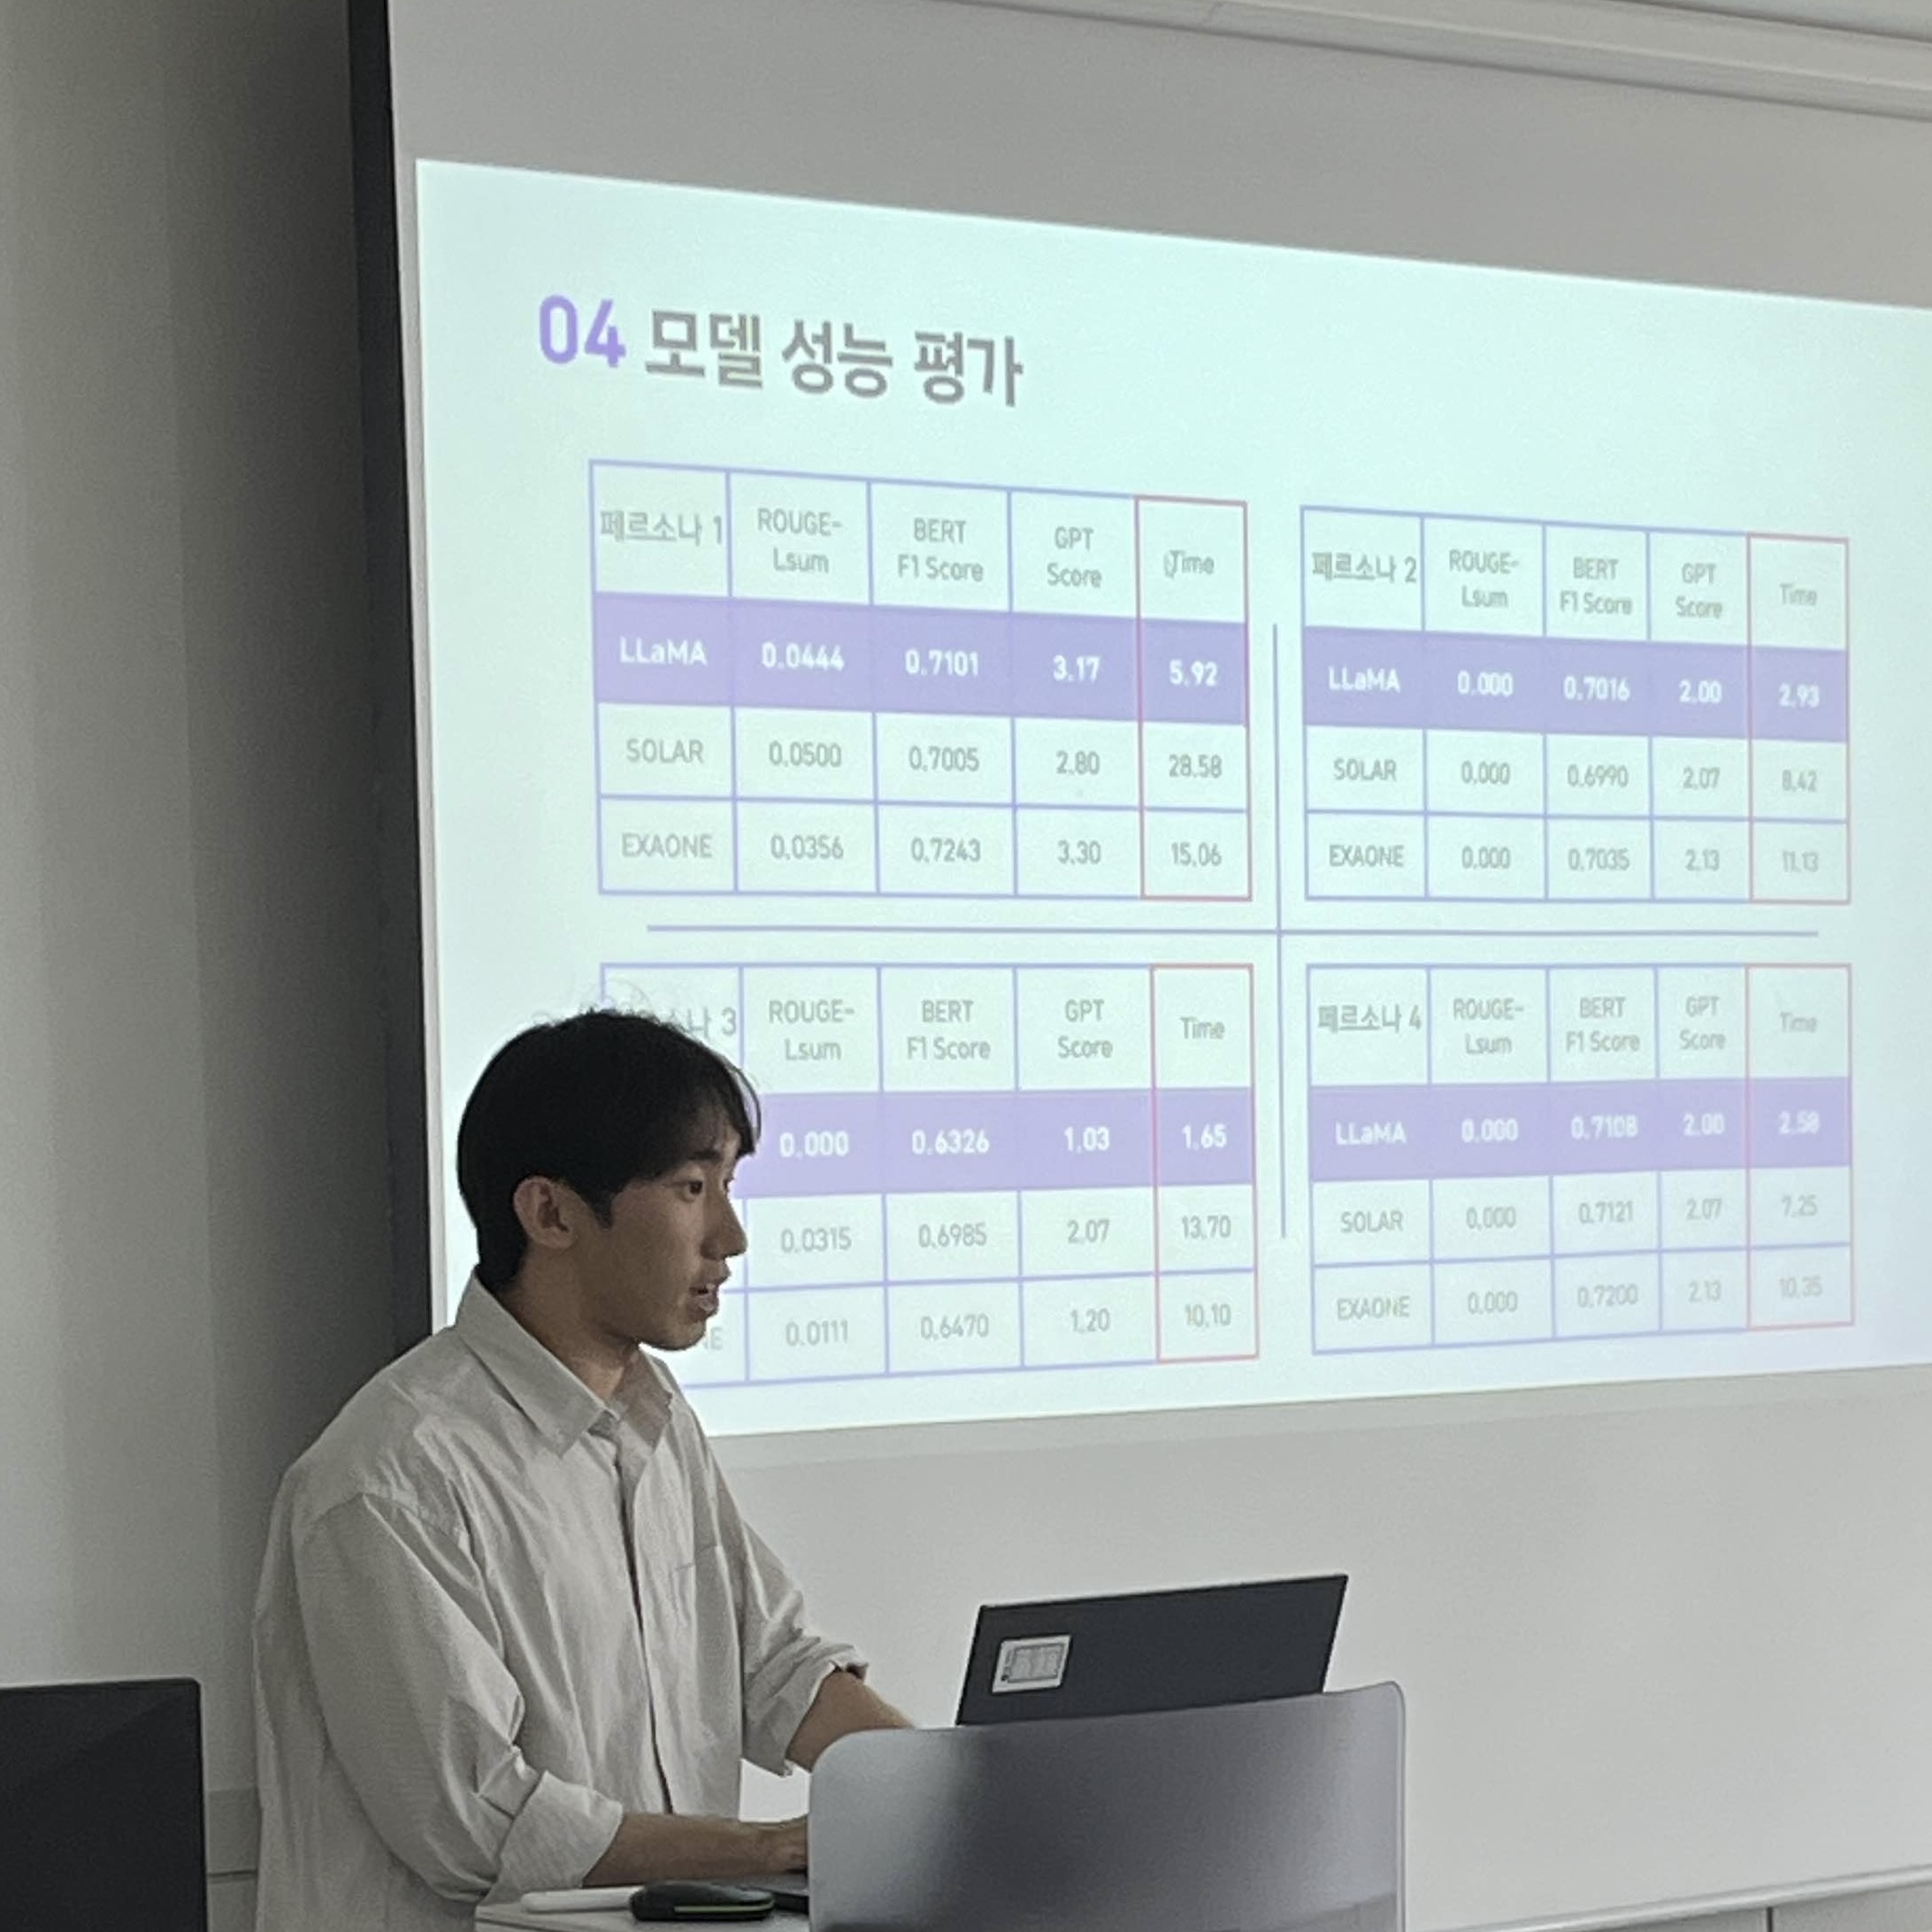 04 모델 성능 평가
페르소나 1 ROUGE-Lsum BERT F1 Score GPT Score Time
LLaMA 0.0444 0.7101 3.17 5.92
SOLAR 0.0500 0.7005 2.80 28.58
EXAONE 0.0356 0.7243 3.30 15.06
페르소나 2 ROUGE-Lsum BERT F1 Score GPT Score Time
LLaMA 0.000 0.7016 2.00 2.93
SOLAR 0.000 0.6990 2.07 8.42
EXAONE 0.000 0.7035 2.13 11.13
3 ROUGE-Lsum BERT F1 Score GPT Score Time
0.000 0.6326 1.03 1.65
0.0315 0.6985 2.07 13.70
0.0111 0.6470 1.20 10.10
페르소나 4 ROUGE-Lsum BERT F1 Score GPT Score Time
LLaMA 0.000 0.7108 2.00 2.58
SOLAR 0.000 0.7121 2.07 7.25
EXAONE 0.000 0.7200 2.13 10.35